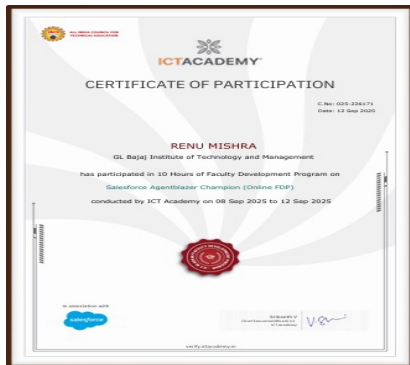 ALL INDIA COUNCIL FOR
TECHNICAL EDUCATION
ICTACADEMY
CERTIFICATE OF PARTICIPATION
C.No: 025-226171
Date: 12 Sep 2025
RENU MISHRA
GL Bajaj Institute of Technology and Management
has participated in 10 Hours of Faculty Development Program on
Salesforce Agentblazer Champion (Online FDP)
conducted by ICT Academy on 08 Sep 2025 to 12 Sep 2025
In association with
salesforce
ICT Academy
verify.ictacademy.in